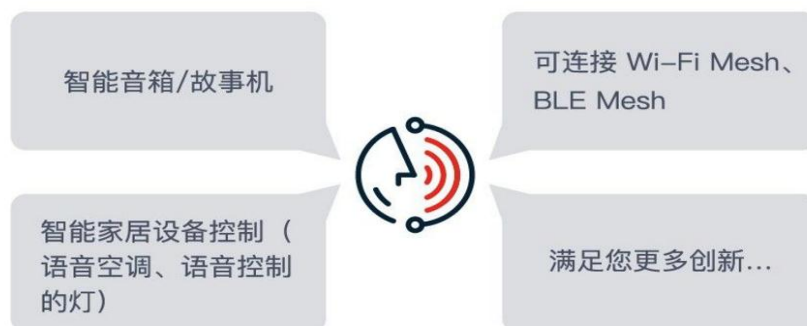 智能音箱/故事机
可连接 Wi-Fi Mesh、
BLE Mesh
智能家居设备控制（
语音空调、语音控制
的灯）
满足您更多创新...